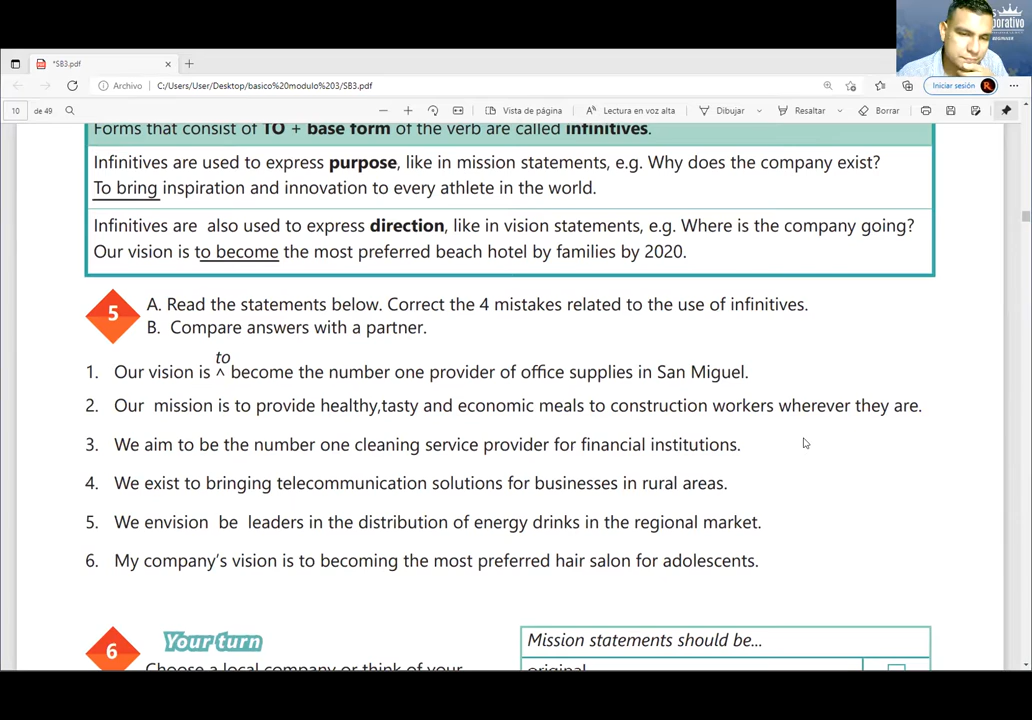 *SB3.pdf
Archivo C:/Users/User/Desktop/basico%20modulo%203/SB3.pdf
Iniciar sesión
orporativo
BEGINNER
10 de 49
Vista de página
Lectura en voz alta
Dibujar
Resaltar
Borrar
Forms that consist of TO + base form of the verb are called infinitives.
Infinitives are used to express purpose, like in mission statements, e.g. Why does the company exist?
To bring inspiration and innovation to every athlete in the world.
Infinitives are also used to express direction, like in vision statements, e.g. Where is the company going?
Our vision is to become the most preferred beach hotel by families by 2020.
5
A. Read the statements below. Correct the 4 mistakes related to the use of infinitives.
B. Compare answers with a partner.
to
1. Our vision is ^ become the number one provider of office supplies in San Miguel.
2. Our mission is to provide healthy,tasty and economic meals to construction workers wherever they are.
3. We aim to be the number one cleaning service provider for financial institutions.
4. We exist to bringing telecommunication solutions for businesses in rural areas.
5. We envision be leaders in the distribution of energy drinks in the regional market.
6. My company's vision is to becoming the most preferred hair salon for adolescents.
6
Your turn
Mission statements should be...
Choose a local company or think of your
original